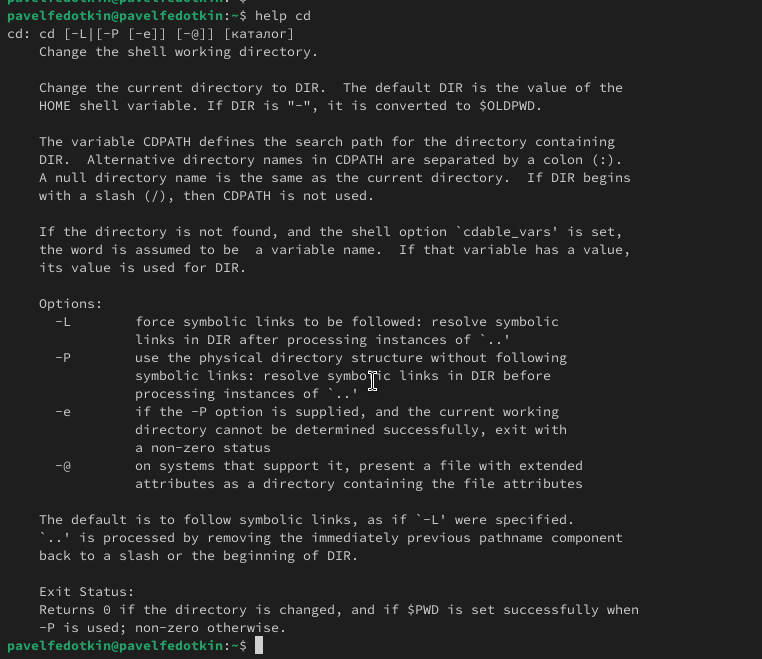 pavelfedotkin@pavelfedotkin:~$ help cd
cd: cd [-L|[-P [-e]] [-@]] [каталог]
    Change the shell working directory.

    Change the current directory to DIR.  The default DIR is the value of the
    HOME shell variable. If DIR is "-", it is converted to $OLDPWD.

    The variable CDPATH defines the search path for the directory containing
    DIR.  Alternative directory names in CDPATH are separated by a colon (:).
    A null directory name is the same as the current directory.  If DIR begins
    with a slash (/), then CDPATH is not used.

    If the directory is not found, and the shell option `cdable_vars' is set,
    the word is assumed to be  a variable name.  If that variable has a value,
    its value is used for DIR.

    Options:
      -L        force symbolic links to be followed: resolve symbolic
                links in DIR after processing instances of `..'
      -P        use the physical directory structure without following
                symbolic links: resolve symbolic links in DIR before
                processing instances of `..'
      -e        if the -P option is supplied, and the current working
                directory cannot be determined successfully, exit with
                a non-zero status
      -@        on systems that support it, present a file with extended
                attributes as a directory containing the file attributes

    The default is to follow symbolic links, as if `-L' were specified.
    `..' is processed by removing the immediately previous pathname component
    back to a slash or the beginning of DIR.

    Exit Status:
    Returns 0 if the directory is changed, and if $PWD is set successfully when
    -P is used; non-zero otherwise.
pavelfedotkin@pavelfedotkin:~$